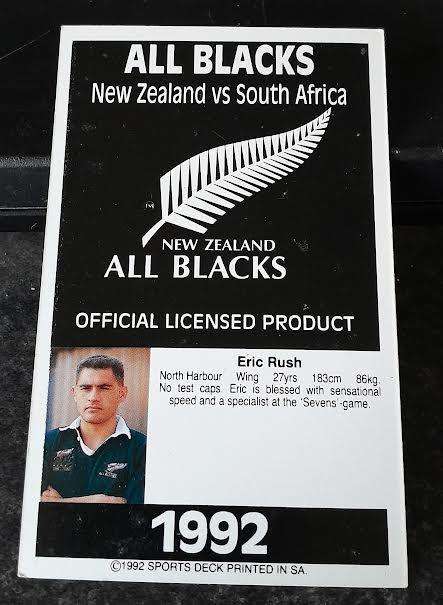 ALL BLACKS
New Zealand vs South Africa
TM
NEW ZEALAND
ALL BLACKS
OFFICIAL LICENSED PRODUCT
Eric Rush
North Harbour Wing 27yrs 183cm 86kg.
No test caps. Eric is blessed with sensational
speed and a specialist at the 'Sevens'-game.
1992
©1992 SPORTS DECK PRINTED IN SA.